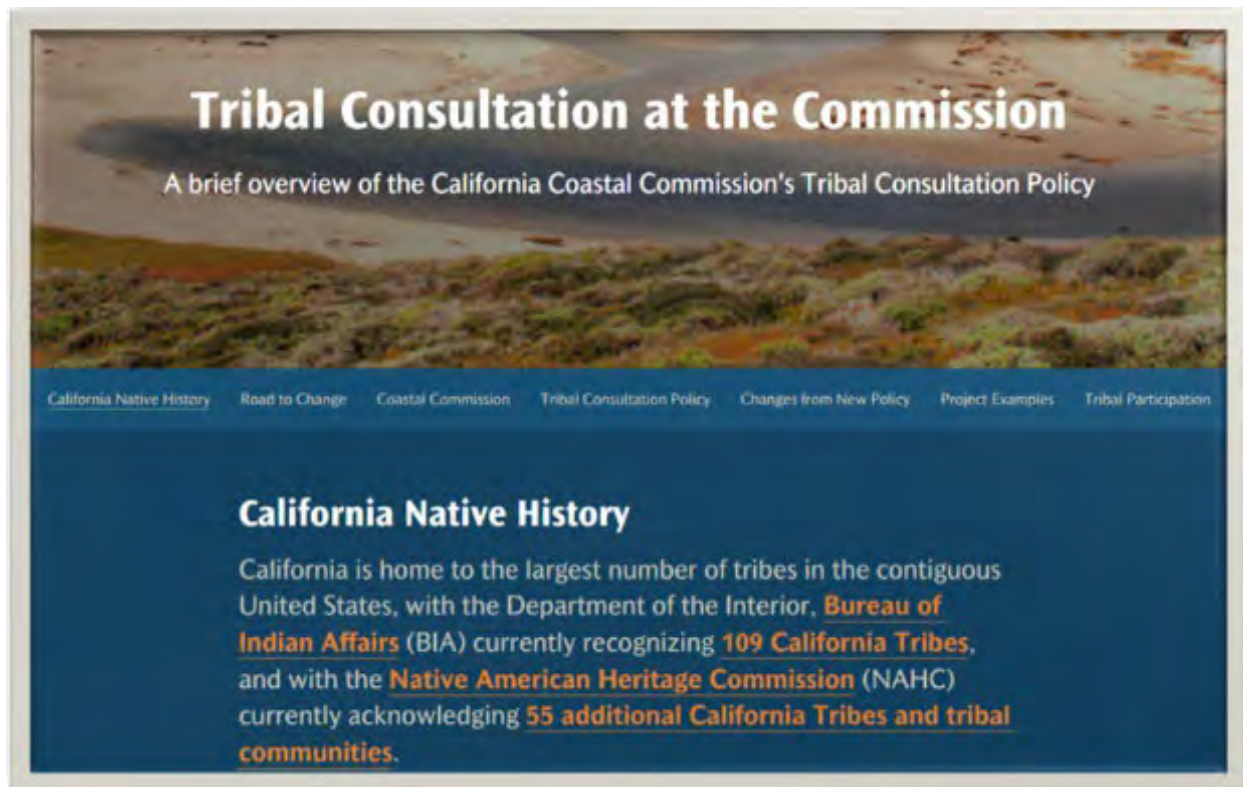 Tribal Consultation at the Commission
A brief overview of the California Coastal Commission's Tribal Consultation Policy
California Native History Road to Change Coastal Commission Tribal Consultation Policy Changes from New Policy Project Examples Tribal Participation
California Native History
California is home to the largest number of tribes in the contiguous
United States, with the Department of the Interior, Bureau of
Indian Affairs (BIA) currently recognizing 109 California Tribes,
and with the Native American Heritage Commission (NAHC)
currently acknowledging 55 additional California Tribes and tribal
communities.